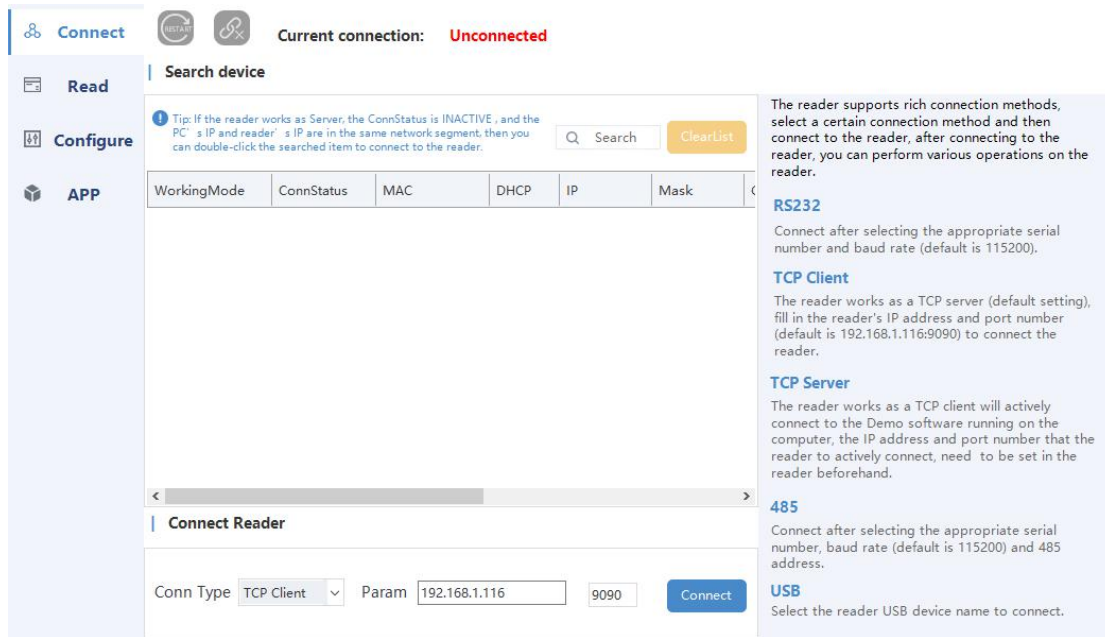 Connect
RESTART
Current connection: Unconnected
Search device
Read
Configure
APP
Tip: If the reader works as Server, the ConnStatus is INACTIVE , and the
PC' s IP and reader' s IP are in the same network segment, then you
can double-click the searched item to connect to the reader.
Search
ClearList
WorkingMode ConnStatus MAC DHCP IP Mask
Connect Reader
Conn Type TCP Client Param 192.168.1.116 9090 Connect
The reader supports rich connection methods,
select a certain connection method and then
connect to the reader, after connecting to the
reader, you can perform various operations on the
reader.
RS232
Connect after selecting the appropriate serial
number and baud rate (default is 115200).
TCP Client
The reader works as a TCP server (default setting),
fill in the reader's IP address and port number
(default is 192.168.1.116:9090) to connect the
reader.
TCP Server
The reader works as a TCP client will actively
connect to the Demo software running on the
computer, the IP address and port number that the
reader to actively connect, need to be set in the
reader beforehand.
485
Connect after selecting the appropriate serial
number, baud rate (default is 115200) and 485
address.
USB
Select the reader USB device name to connect.